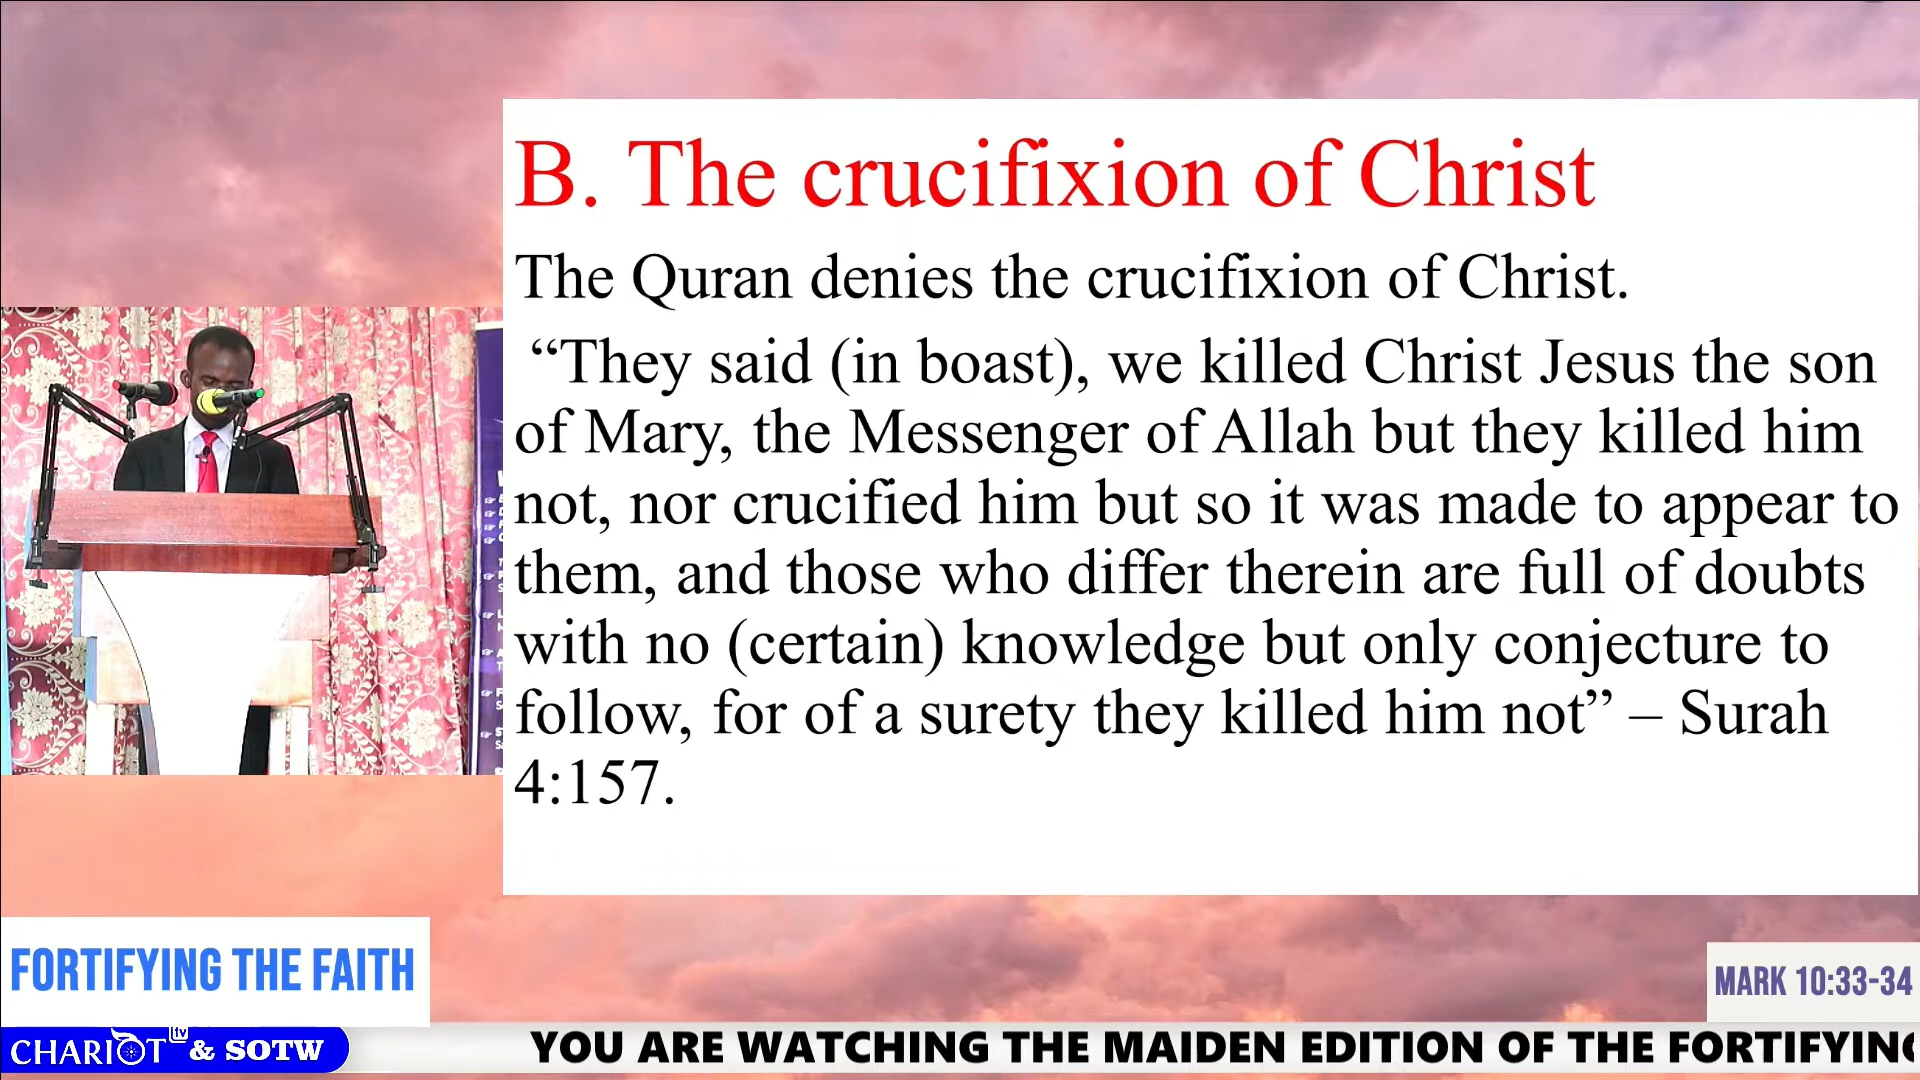 B. The crucifixion of Christ
The Quran denies the crucifixion of Christ.
“They said (in boast), we killed Christ Jesus the son
of Mary, the Messenger of Allah but they killed him
not, nor crucified him but so it was made to appear to
them, and those who differ therein are full of doubts
with no (certain) knowledge but only conjecture to
follow, for of a surety they killed him not” – Surah
4:157.
FORTIFYING THE FAITH
MARK 10:33-34
CHARIOT tv & SOTW
YOU ARE WATCHING THE MAIDEN EDITION OF THE FORTIFYING